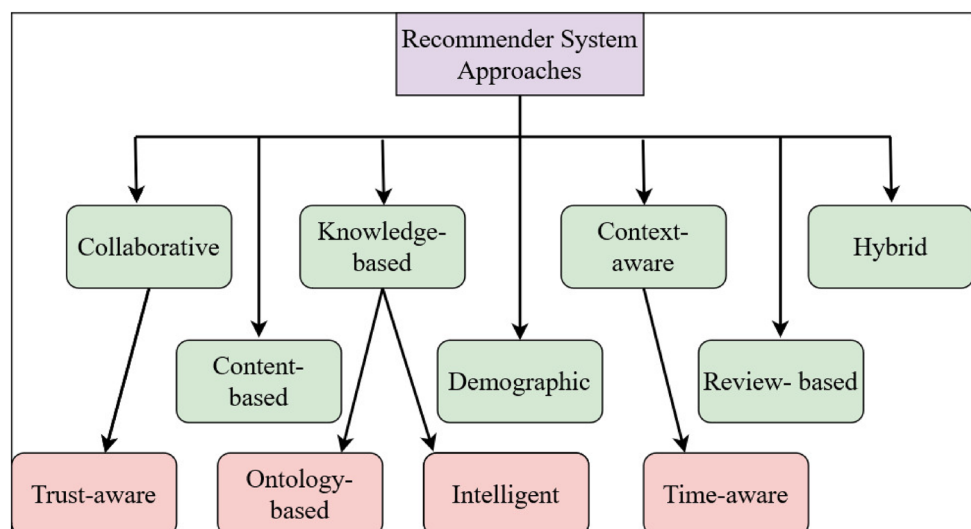 Recommender System
Approaches
Collaborative
Knowledge-
based
Context-
aware
Hybrid
Content-
based
Demographic
Review- based
Trust-aware
Ontology-
based
Intelligent
Time-aware